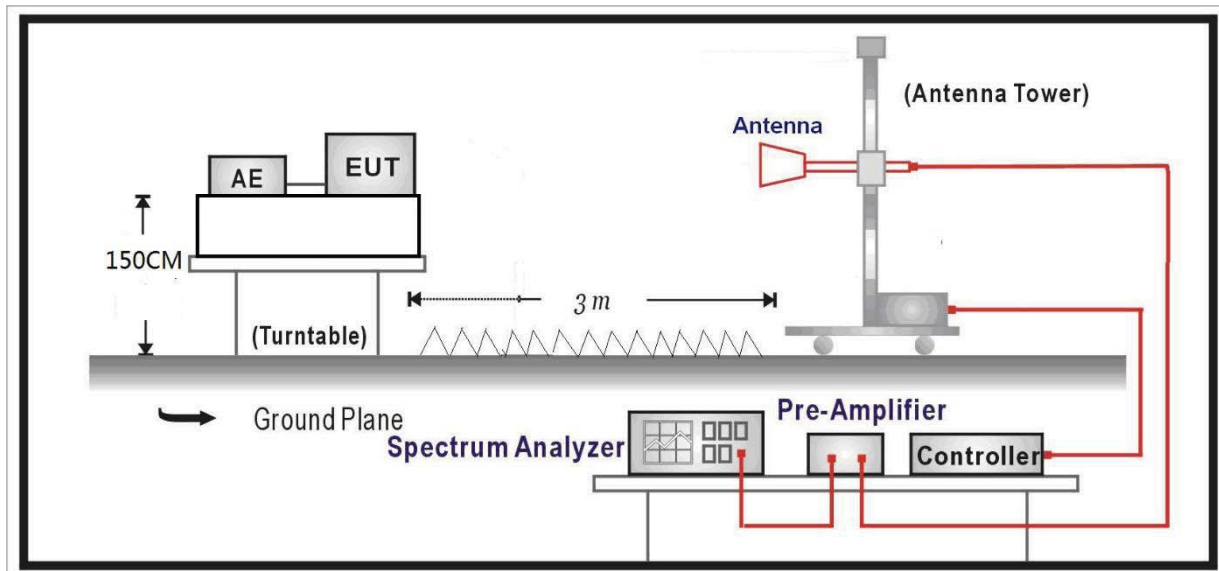 (Antenna Tower)
Antenna
AE
EUT
150CM
3 m
(Turntable)
Ground Plane
Pre-Amplifier
Spectrum Analyzer
Controller